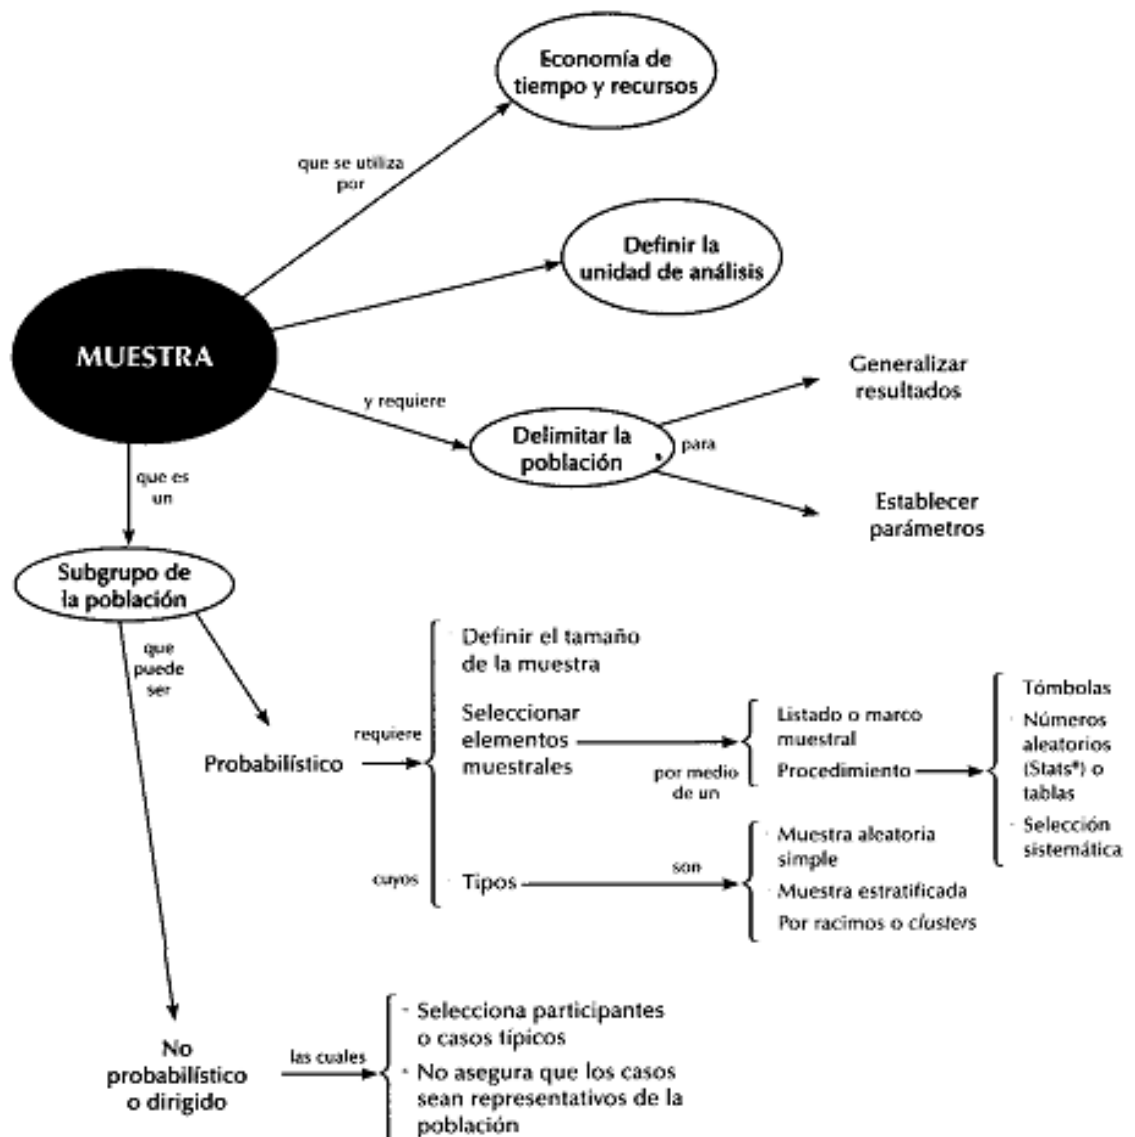 Economía de
tiempo y recursos
que se utiliza
por
Definir la
unidad de análisis
MUESTRA
y requiere
Delimitar la
población
para
Generalizar
resultados
Establecer
parámetros
que es
un
Subgrupo de
la población
que
puede
ser
Probabilístico
requiere
Definir el tamaño
de la muestra
Seleccionar
elementos
muestrales
por medio
de un
Listado o marco
muestral
Procedimiento
Tómbolas
Números
aleatorios
(Stats®) o
tablas
Selección
sistemática
cuyos
Tipos
son
Muestra aleatoria
simple
Muestra estratificada
Por racimos o clusters
No
probabilístico
o dirigido
las cuales
- Selecciona participantes
o casos típicos
- No asegura que los casos
sean representativos de la
población